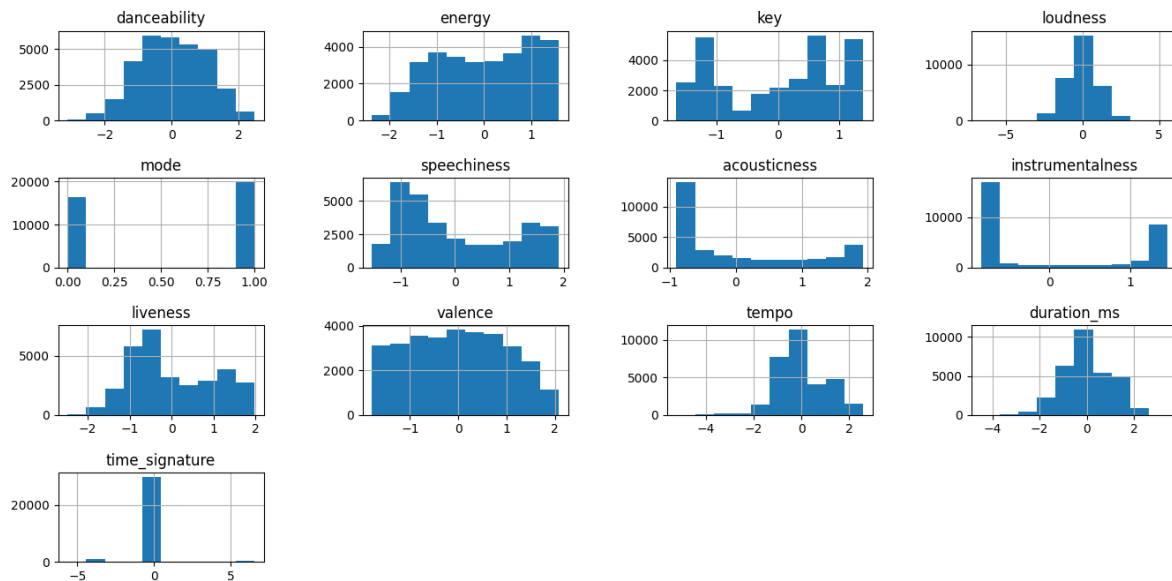 danceability
5000
2500
0
−2 0 2
energy
4000
2000
0
−2 −1 0 1
key
4000
2000
0
−1 0 1
loudness
10000
0
−5 0 5
mode
20000
10000
0
0.00 0.25 0.50 0.75 1.00
speechiness
5000
2500
0
−1 0 1 2
acousticness
10000
5000
0
−1 0 1 2
instrumentalness
10000
0
0 1
liveness
5000
0
−2 −1 0 1 2
valence
4000
2000
0
−1 0 1 2
tempo
10000
5000
0
−4 −2 0 2
duration_ms
10000
5000
0
−4 −2 0 2
time_signature
20000
0
−5 0 5